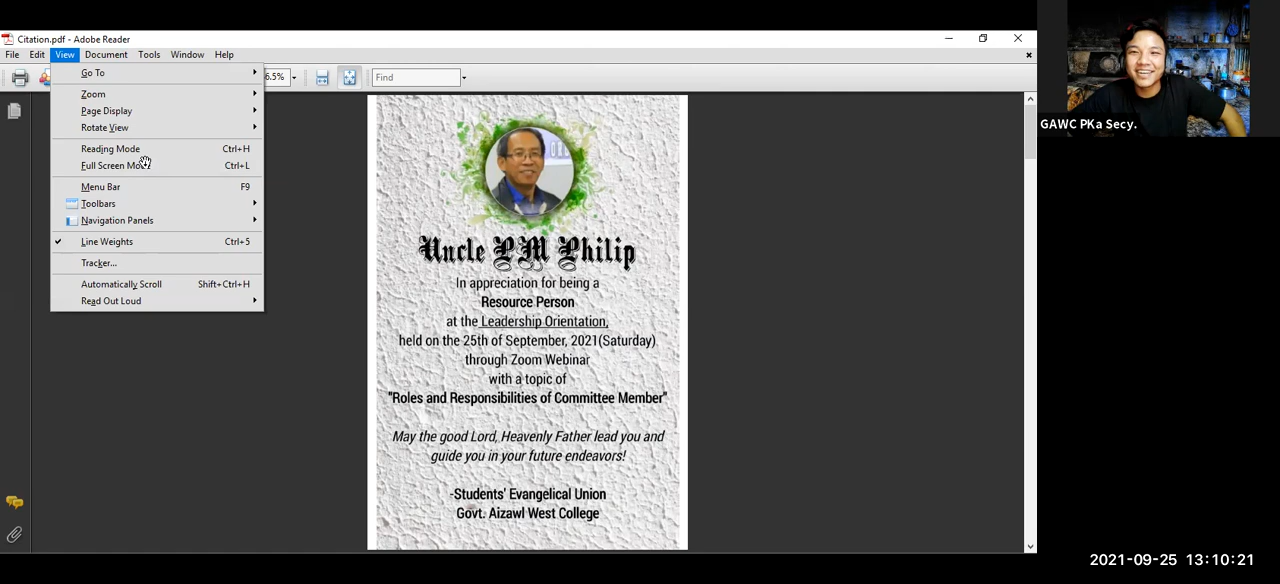 Citation.pdf - Adobe Reader
File Edit View Document Tools Window Help
6.5% Find
Go To
Zoom
Page Display
Rotate View
Reading Mode Ctrl+H
Full Screen Ctrl+L
Menu Bar F9
Toolbars
Navigation Panels
Line Weights Ctrl+5
Tracker...
Automatically Scroll Shift+Ctrl+H
Read Out Loud
Uncle PM Philip
In appreciation for being a
Resource Person
at the Leadership Orientation,
held on the 25th of September, 2021(Saturday)
through Zoom Webinar
with a topic of
"Roles and Responsibilities of Committee Member"
May the good Lord, Heavenly Father lead you and
guide you in your future endeavors!
-Students' Evangelical Union
Govt. Aizawl West College
GAWC PKa Secy.
2021-09-25 13:10:21